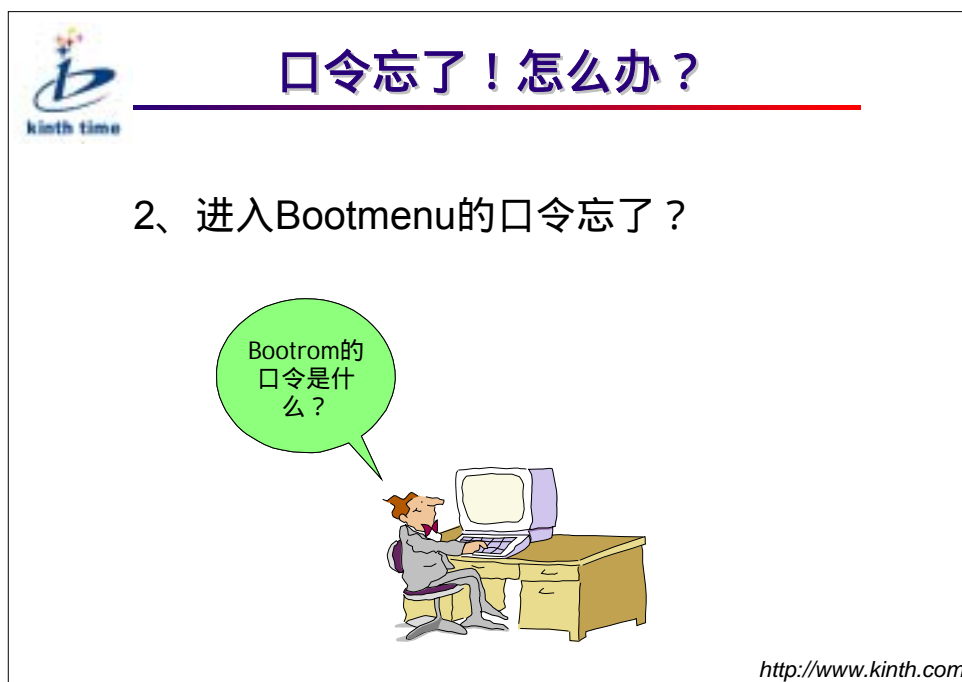 口令忘了！怎么办？
kinth time
2、进入Bootmenu的口令忘了？
Bootrom的
口令是什
么？
http://www.kinth.com